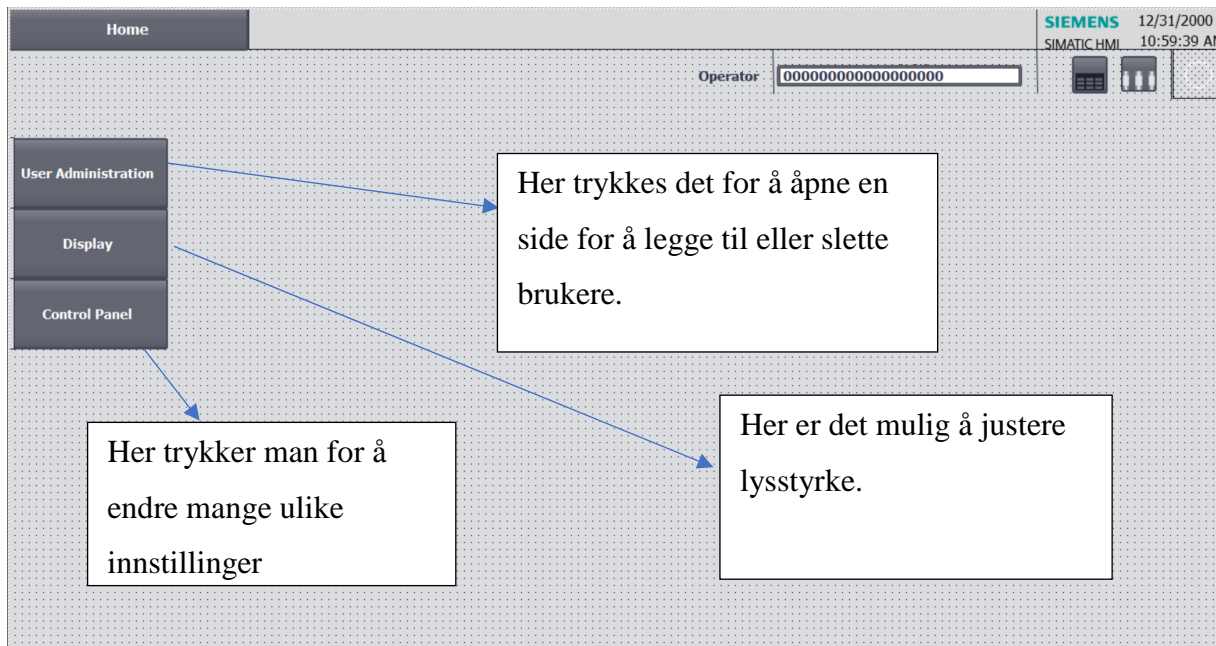 Home
SIEMENS 12/31/2000
SIMATIC HMI 10:59:39 AM
Operator 000000000000000000
User Administration
Display
Control Panel
Her trykkes det for å åpne en
side for å legge til eller slette
brukere.
Her er det mulig å justere
lysstyrke.
Her trykker man for å
endre mange ulike
innstillinger